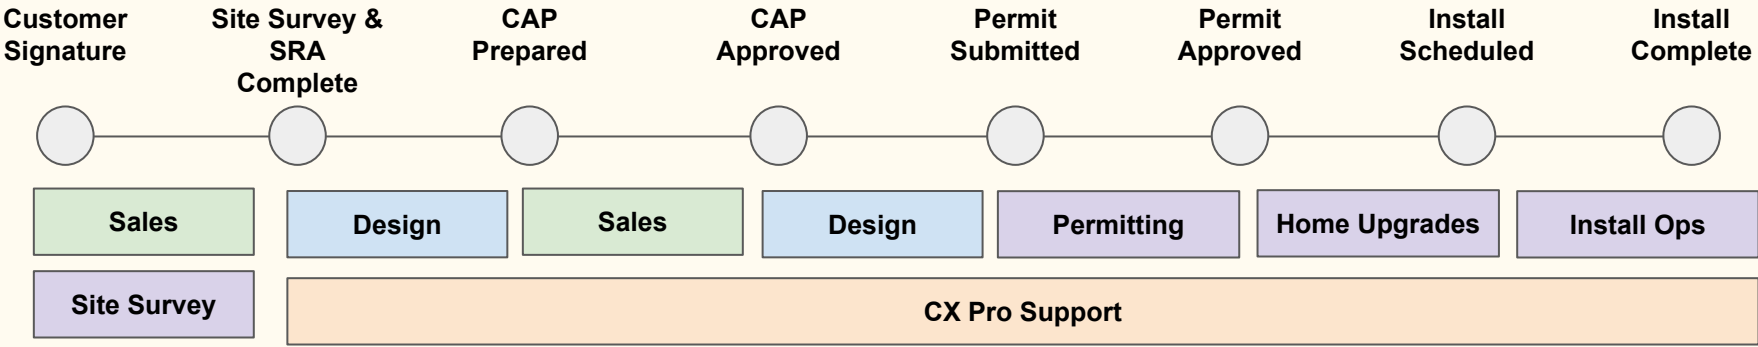 Customer
Signature
Site Survey &
SRA
Complete
CAP
Prepared
CAP
Approved
Permit
Submitted
Permit
Approved
Install
Scheduled
Install
Complete
Sales
Design
Sales
Design
Permitting
Home Upgrades
Install Ops
Site Survey
CX Pro Support